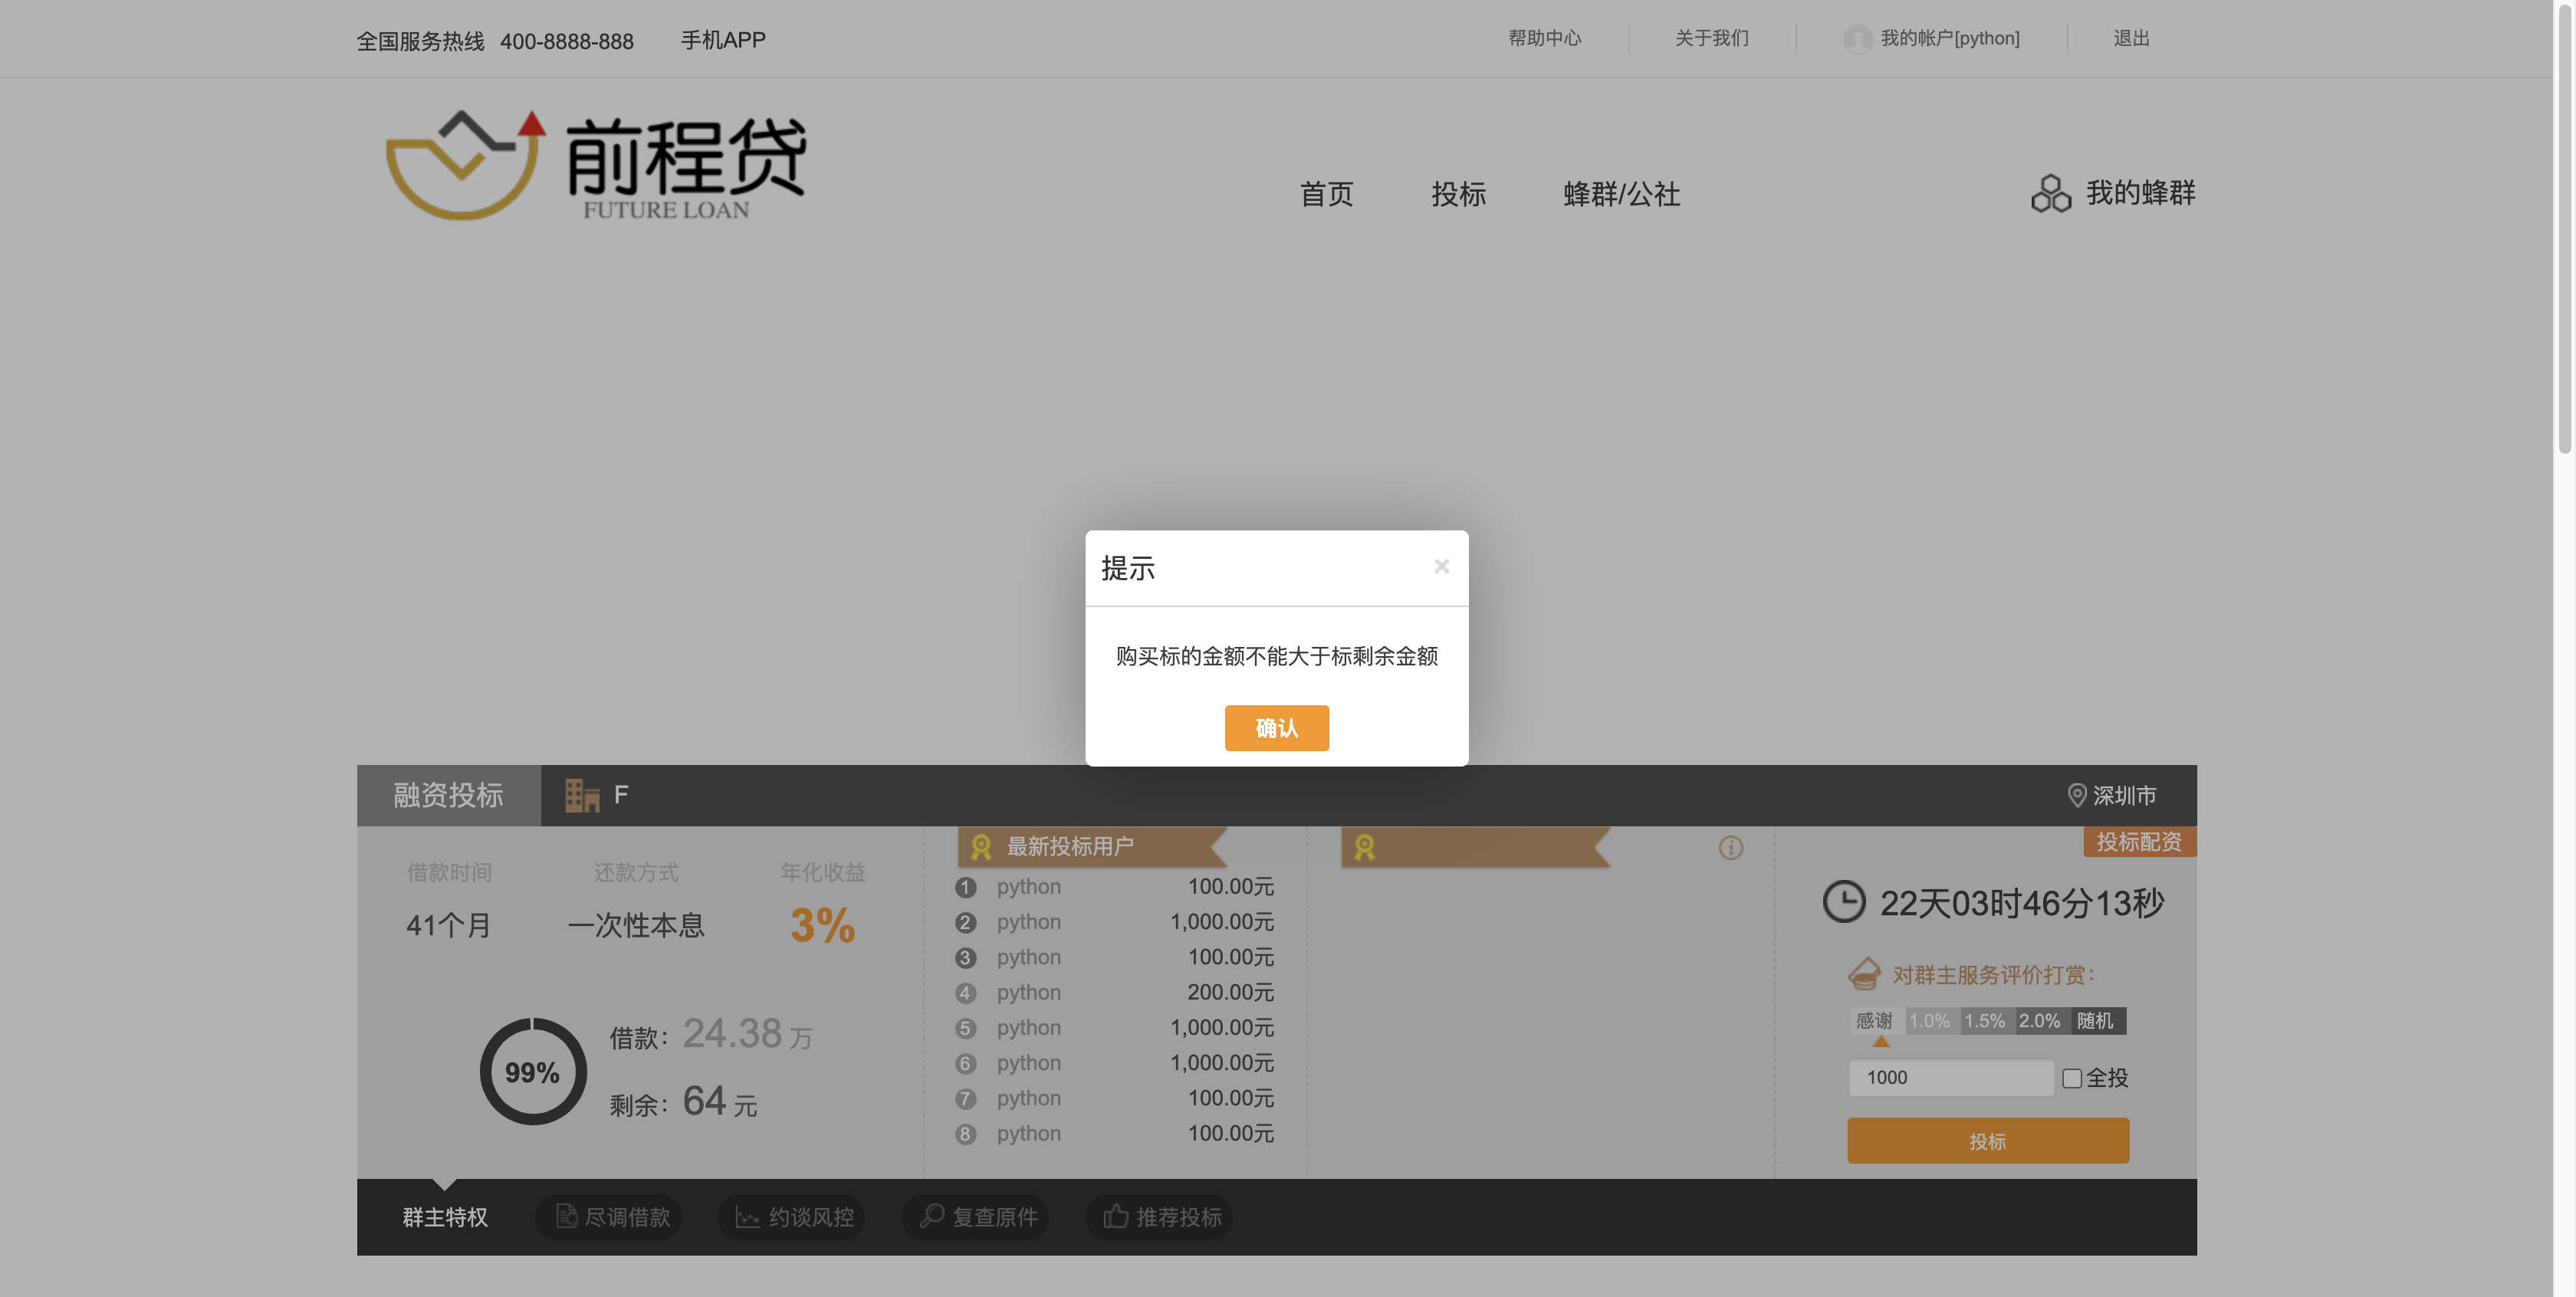 全国服务热线 400-8888-888 手机APP 帮助中心 关于我们 我的帐户[python] 退出
前程贷
FUTURE LOAN
首页 投标 蜂群/公社 我的蜂群
提示 ×
购买标的金额不能大于标剩余金额
确认
融资投标 F 深圳市
投标配资
借款时间 还款方式 年化收益
41个月 一次性本息 3%
99%
借款: 24.38 万
剩余: 64 元
最新投标用户
1 python 100.00元
2 python 1,000.00元
3 python 100.00元
4 python 200.00元
5 python 1,000.00元
6 python 1,000.00元
7 python 100.00元
8 python 100.00元
22天03时46分13秒
对群主服务评价打赏:
感谢 1.0% 1.5% 2.0% 随机
1000 全投
投标
群主特权 尽调借款 约谈风控 复查原件 推荐投标